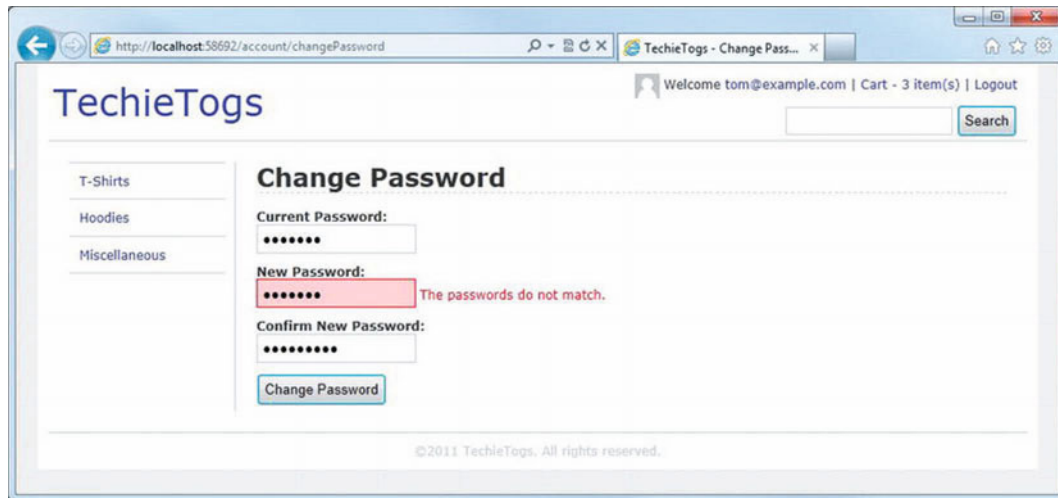 http://localhost:58692/account/changePassword
TechieTogs - Change Pass...
TechieTogs
Welcome tom@example.com | Cart - 3 item(s) | Logout
Search
T-Shirts
Hoodies
Miscellaneous
Change Password
Current Password:
•••••••
New Password:
•••••••
The passwords do not match.
Confirm New Password:
•••••••••
Change Password
©2011 TechieTogs. All rights reserved.